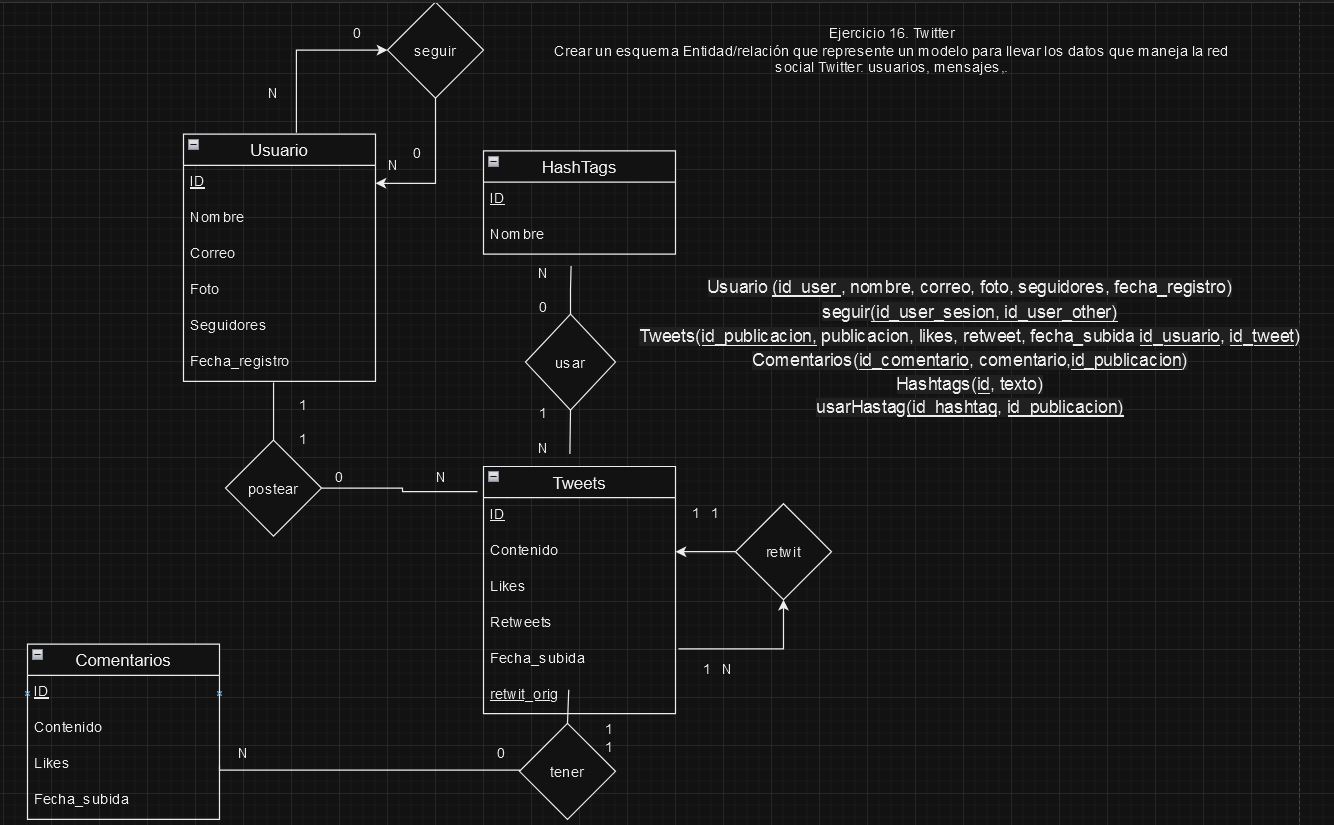 Ejercicio 16. Twitter
Crear un esquema Entidad/relación que represente un modelo para llevar los datos que maneja la red
social Twitter: usuarios, mensajes,.
0
seguir
N
0
N
Usuario
ID
Nombre
Correo
Foto
Seguidores
Fecha_registro
HashTags
ID
Nombre
N
0
usar
1
N
Usuario (id_user , nombre, correo, foto, seguidores, fecha_registro)
seguir(id_user_sesion, id_user_other)
Tweets(id_publicacion, publicacion, likes, retweet, fecha_subida id_usuario, id_tweet)
Comentarios(id_comentario, comentario,id_publicacion)
Hashtags(id, texto)
usarHastag(id_hashtag, id_publicacion)
1
1
postear
0 N
Tweets
ID
Contenido
Likes
Retweets
Fecha_subida
retwit_orig
1 1
retwit
1 N
Comentarios
ID
Contenido
Likes
Fecha_subida
N
0
1
1
tener